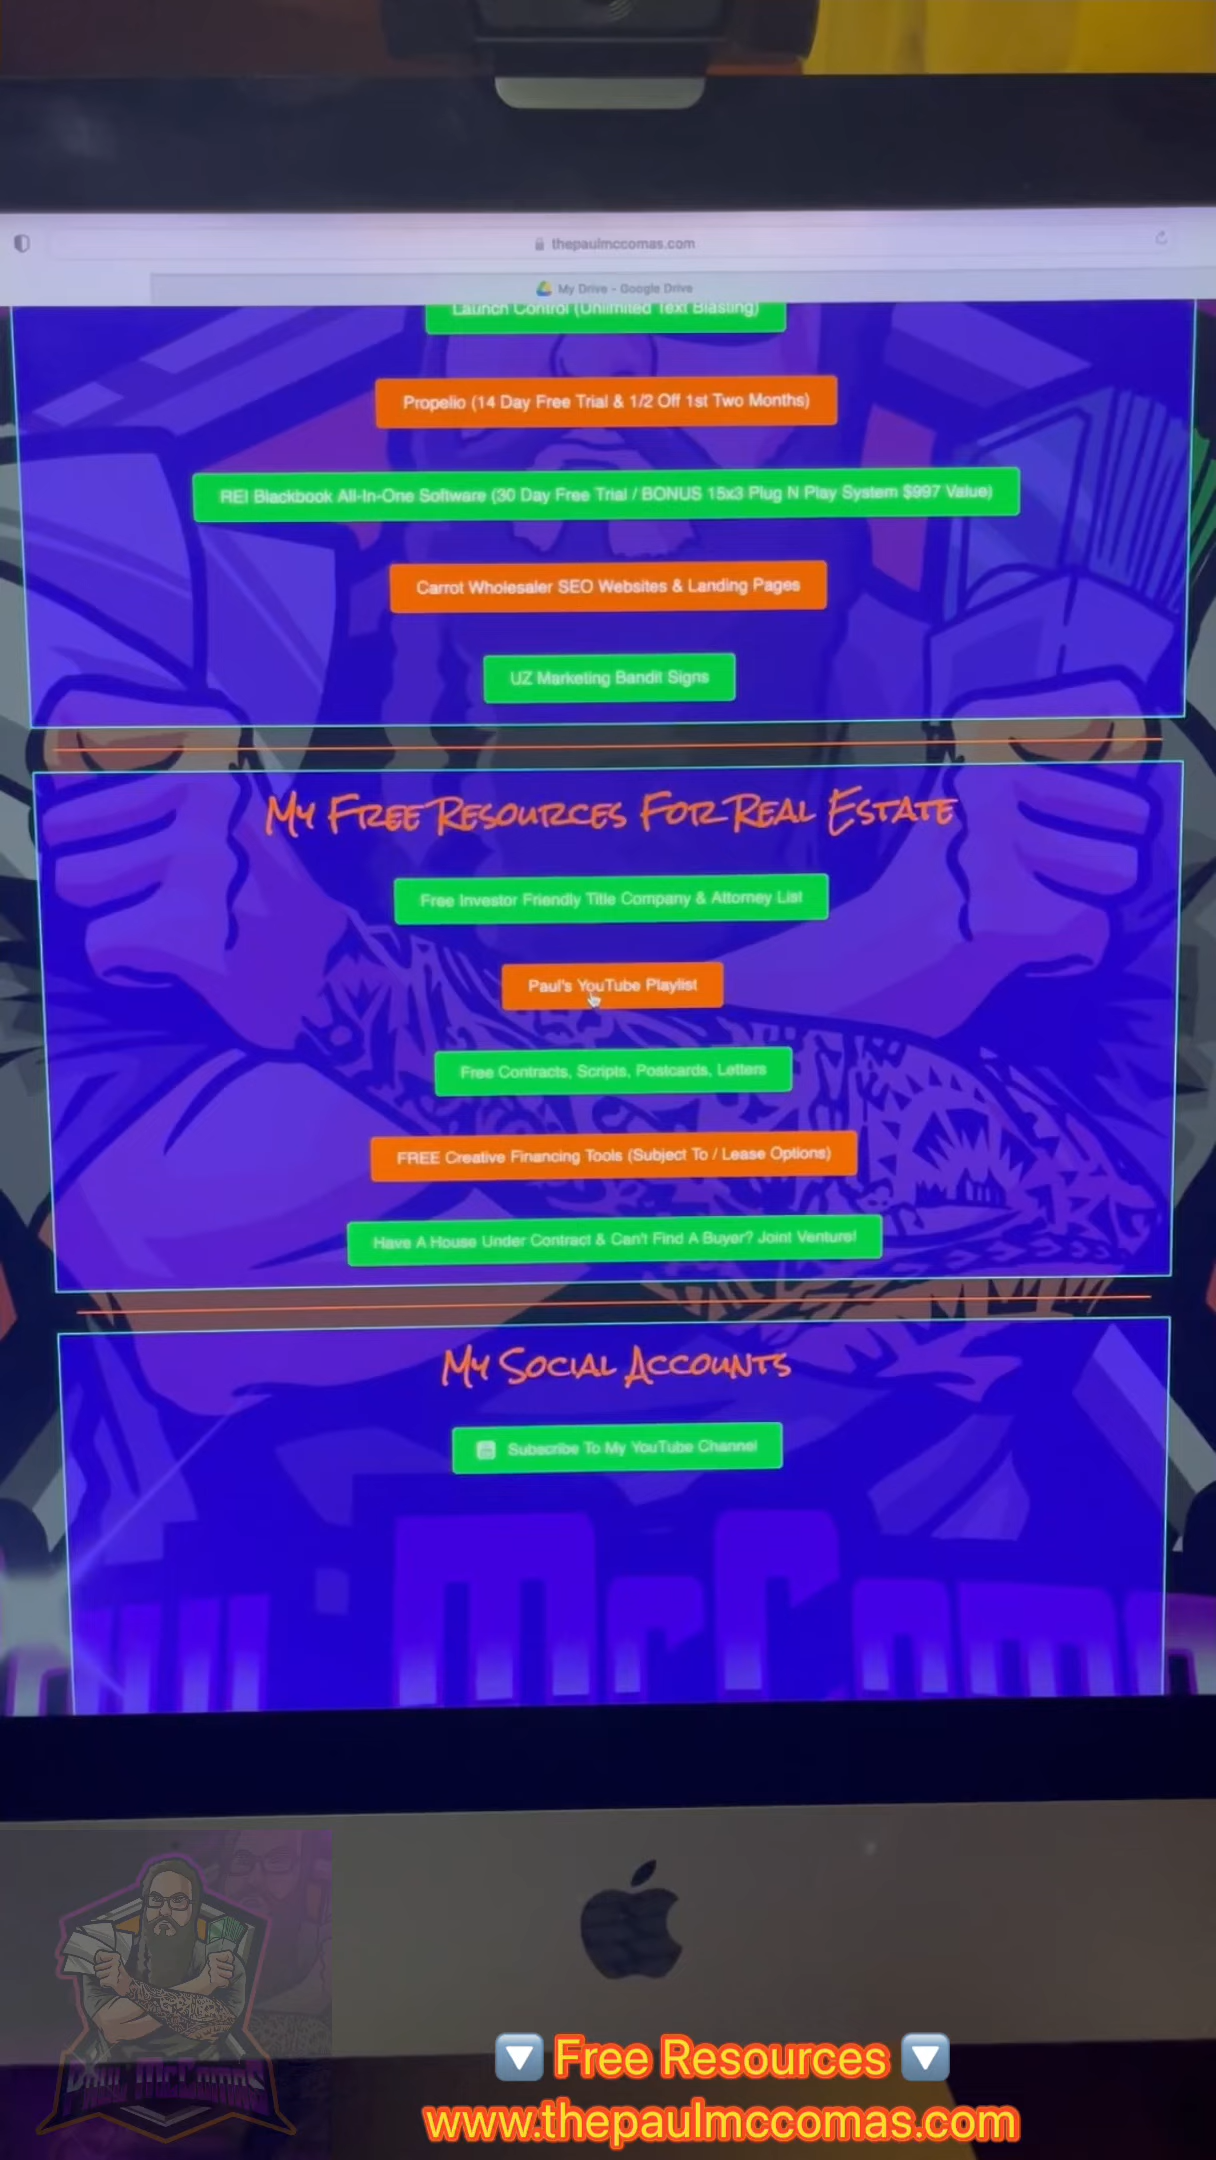 thepaulmccomas.com
My Drive - Google Drive
Launch Control (Unlimited Text Blasting)
Propelio (14 Day Free Trial & 1/2 Off 1st Two Months)
REI Blackbook All-In-One Software (30 Day Free Trial / BONUS 15x3 Plug N Play System $997 Value)
Carrot Wholesaler SEO Websites & Landing Pages
UZ Marketing Bandit Signs
My Free Resources For Real Estate
Free Investor Friendly Title Company & Attorney List
Paul's YouTube Playlist
Free Contracts, Scripts, Postcards, Letters
FREE Creative Financing Tools (Subject To / Lease Options)
Have A House Under Contract & Can't Find A Buyer? Joint Venture!
My Social Accounts
Subscribe To My YouTube Channel
Paul McComas
Free Resources
www.thepaulmccomas.com